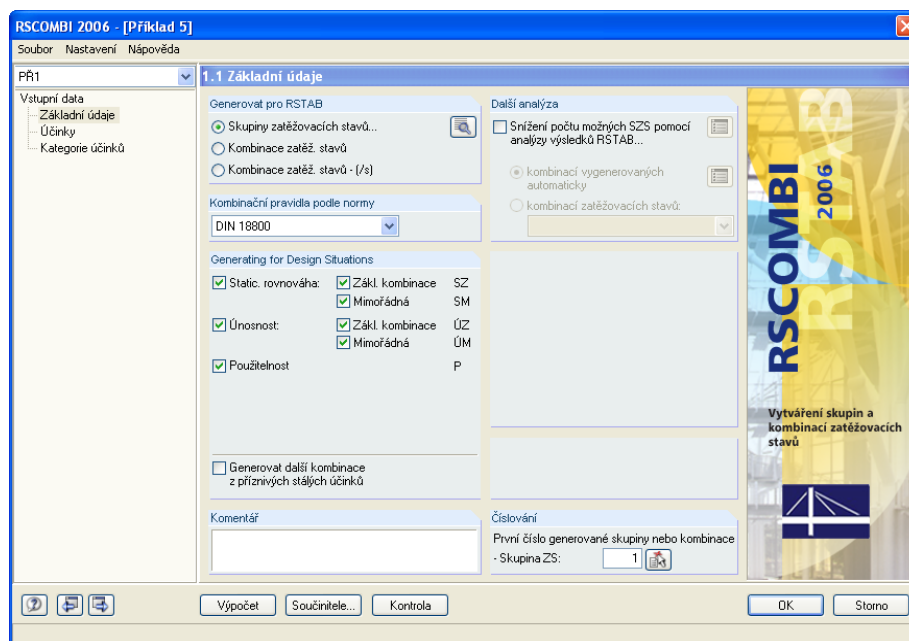 RSCOMBI 2006 - [Příklad 5]
Soubor Nastavení Nápověda
PŘ1
Vstupní data
Základní údaje
Účinky
Kategorie účinků
1.1 Základní údaje
Generovat pro RSTAB
Skupiny zatěžovacích stavů...
Kombinace zatěž. stavů
Kombinace zatěž. stavů - (/s)
Kombinační pravidla podle normy
DIN 18800
Generating for Design Situations
Static. rovnováha:
Zákl. kombinace SZ
Mimořádná SM
Únosnost:
Zákl. kombinace ÚZ
Mimořádná ÚM
Použitelnost P
Generovat další kombinace
z příznivých stálých účinků
Komentář
Další analýza
Snížení počtu možných SZS pomocí
analýzy výsledků RSTAB...
kombinací vygenerovaných
automaticky
kombinací zatěžovacích stavů:
Číslování
První číslo generované skupiny nebo kombinace
- Skupina ZS: 1
RSCOMBI
2006
RSTAB
Vytváření skupin a
kombinací zatěžovacích
stavů
Výpočet Součinitele... Kontrola OK Storno